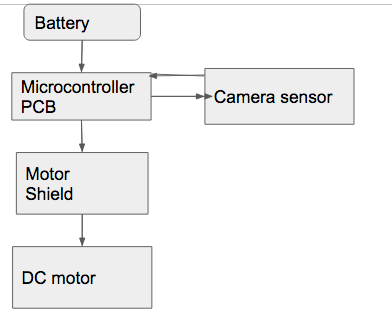 Battery
Microcontroller
PCB
Camera sensor
Motor
Shield
DC motor